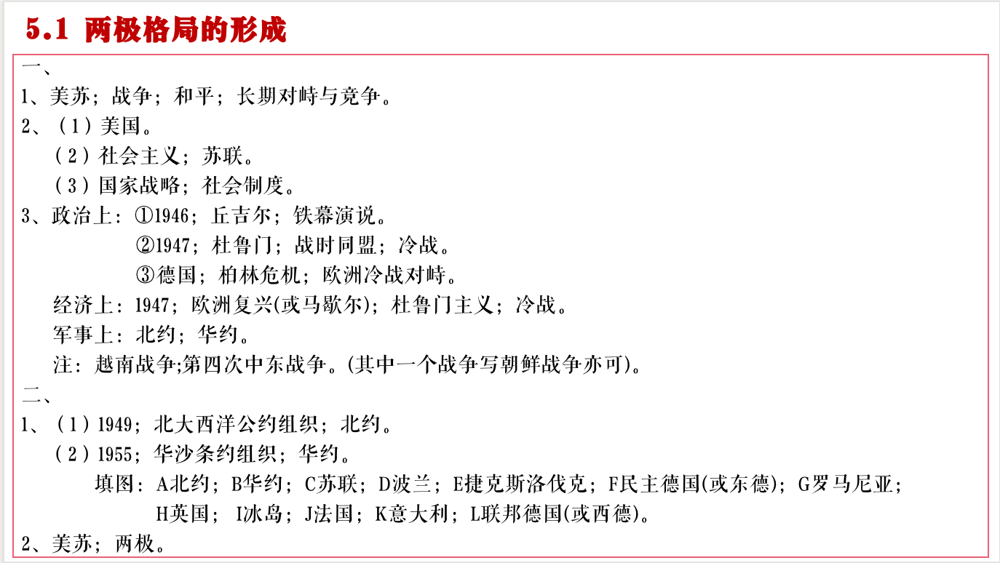 5.1 两极格局的形成
一、
1、美苏；战争；和平；长期对峙与竞争。
2、（1）美国。
（2）社会主义；苏联。
（3）国家战略；社会制度。
3、政治上：①1946；丘吉尔；铁幕演说。
②1947；杜鲁门；战时同盟；冷战。
③德国；柏林危机；欧洲冷战对峙。
经济上：1947；欧洲复兴(或马歇尔)；杜鲁门主义；冷战。
军事上：北约；华约。
注：越南战争;第四次中东战争。(其中一个战争写朝鲜战争亦可)。
二、
1、（1）1949；北大西洋公约组织；北约。
（2）1955；华沙条约组织；华约。
填图：A北约；B华约；C苏联；D波兰；E捷克斯洛伐克；F民主德国(或东德)；G罗马尼亚；
H英国； I冰岛；J法国；K意大利；L联邦德国(或西德)。
2、美苏；两极。